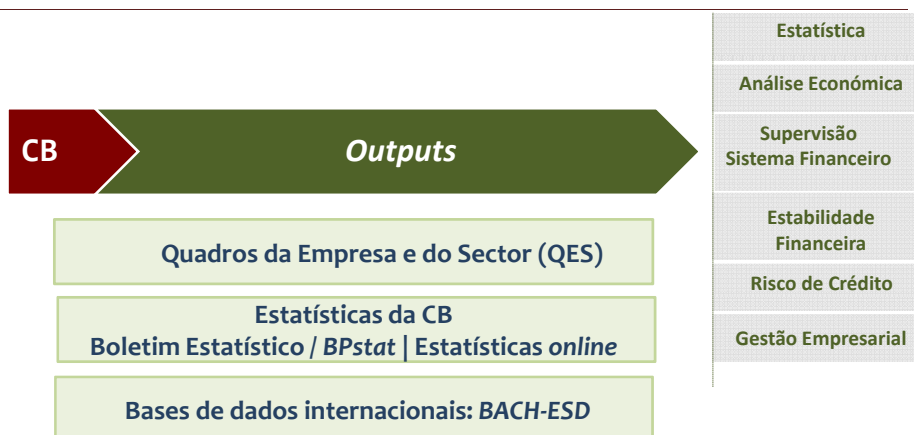 CB
Outputs
Quadros da Empresa e do Sector (QES)
Estatísticas da CB
Boletim Estatístico / BPstat | Estatísticas online
Bases de dados internacionais: BACH-ESD
Estatística
Análise Económica
Supervisão
Sistema Financeiro
Estabilidade
Financeira
Risco de Crédito
Gestão Empresarial